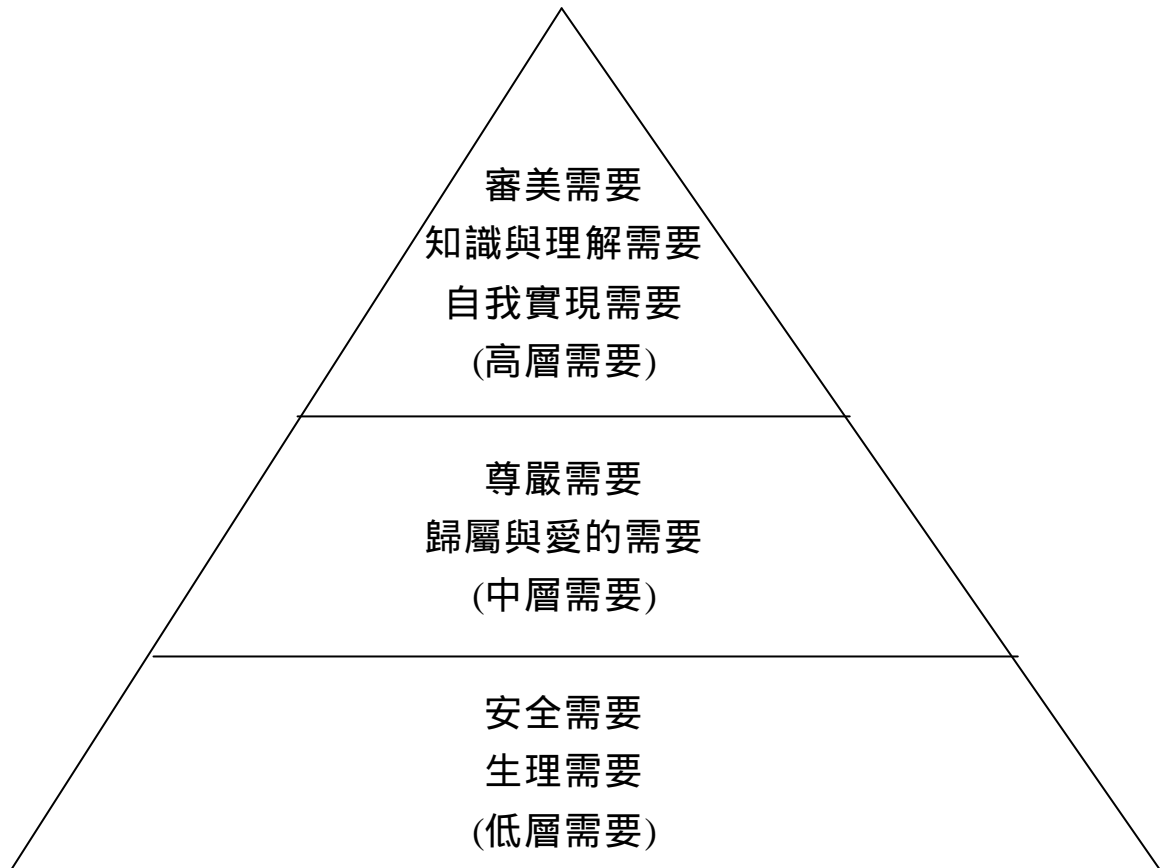 審美需要
知識與理解需要
自我實現需要
(高層需要)
尊嚴需要
歸屬與愛的需要
(中層需要)
安全需要
生理需要
(低層需要)